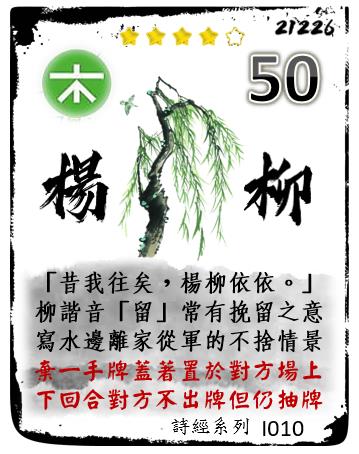 21226
木
50
楊柳
「昔我往矣，楊柳依依。」
柳諧音「留」常有挽留之意
寫水邊離家從軍的不捨情景
棄一手牌蓋著置於對方場上
下回合對方不出牌但仍抽牌
詩經系列 I010